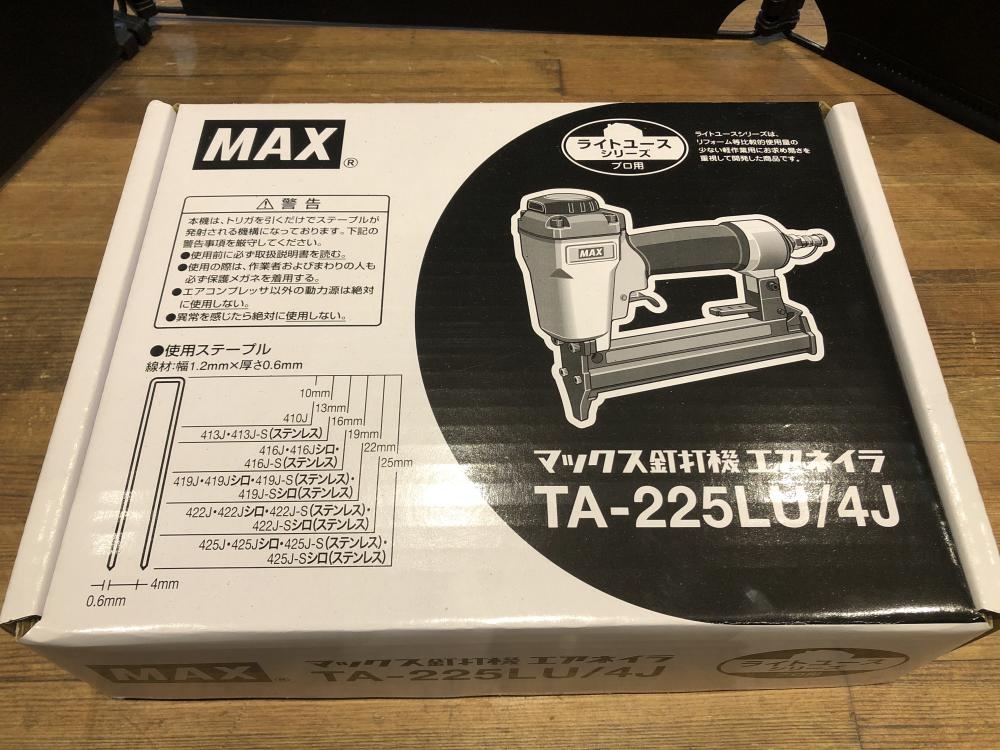 MAX®
ライトユース
シリーズ
プロ用
ライトユースシリーズは、
リフォーム等比較的使用量の
少ない軽作業用にお求め易さを
重視して開発した商品です。
⚠警告
本機は、トリガを引くだけでステープルが
発射される機構になっております。下記の
警告事項を厳守してください。
●使用前に必ず取扱説明書を読む。
●使用の際は、作業者およびまわりの人も
必ず保護メガネを着用する。
●エアコンプレッサ以外の動力源は絶対
に使用しない。
●異常を感じたら絶対に使用しない。
MAX
●使用ステープル
線材:幅1.2mm×厚さ0.6mm
10mm
410J
13mm
413J・413J-S(ステンレス)
16mm
416J・416Jシロ・
416J-S(ステンレス)
19mm
419J・419Jシロ・419J-S(ステンレス)・
419J-Sシロ(ステンレス)
22mm
422J・422Jシロ・422J-S(ステンレス)・
422J-Sシロ(ステンレス)
25mm
425J・425Jシロ・425J-S(ステンレス)・
425J-Sシロ(ステンレス)
4mm
0.6mm
マックス釘打機 エアネイラ
TA-225LU/4J
MAX®
マックス釘打機 エアネイラ
TA-225LU/4J
ライトユース
シリーズ